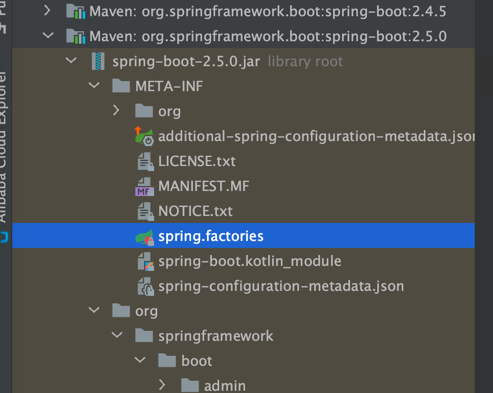 Maven: org.springframework.boot:spring-boot:2.4.5
Maven: org.springframework.boot:spring-boot:2.5.0
spring-boot-2.5.0.jar library root
META-INF
org
additional-spring-configuration-metadata.json
LICENSE.txt
MF MANIFEST.MF
NOTICE.txt
spring.factories
spring-boot.kotlin_module
spring-configuration-metadata.json
org
springframework
boot
admin
Alibaba Cloud Explorer